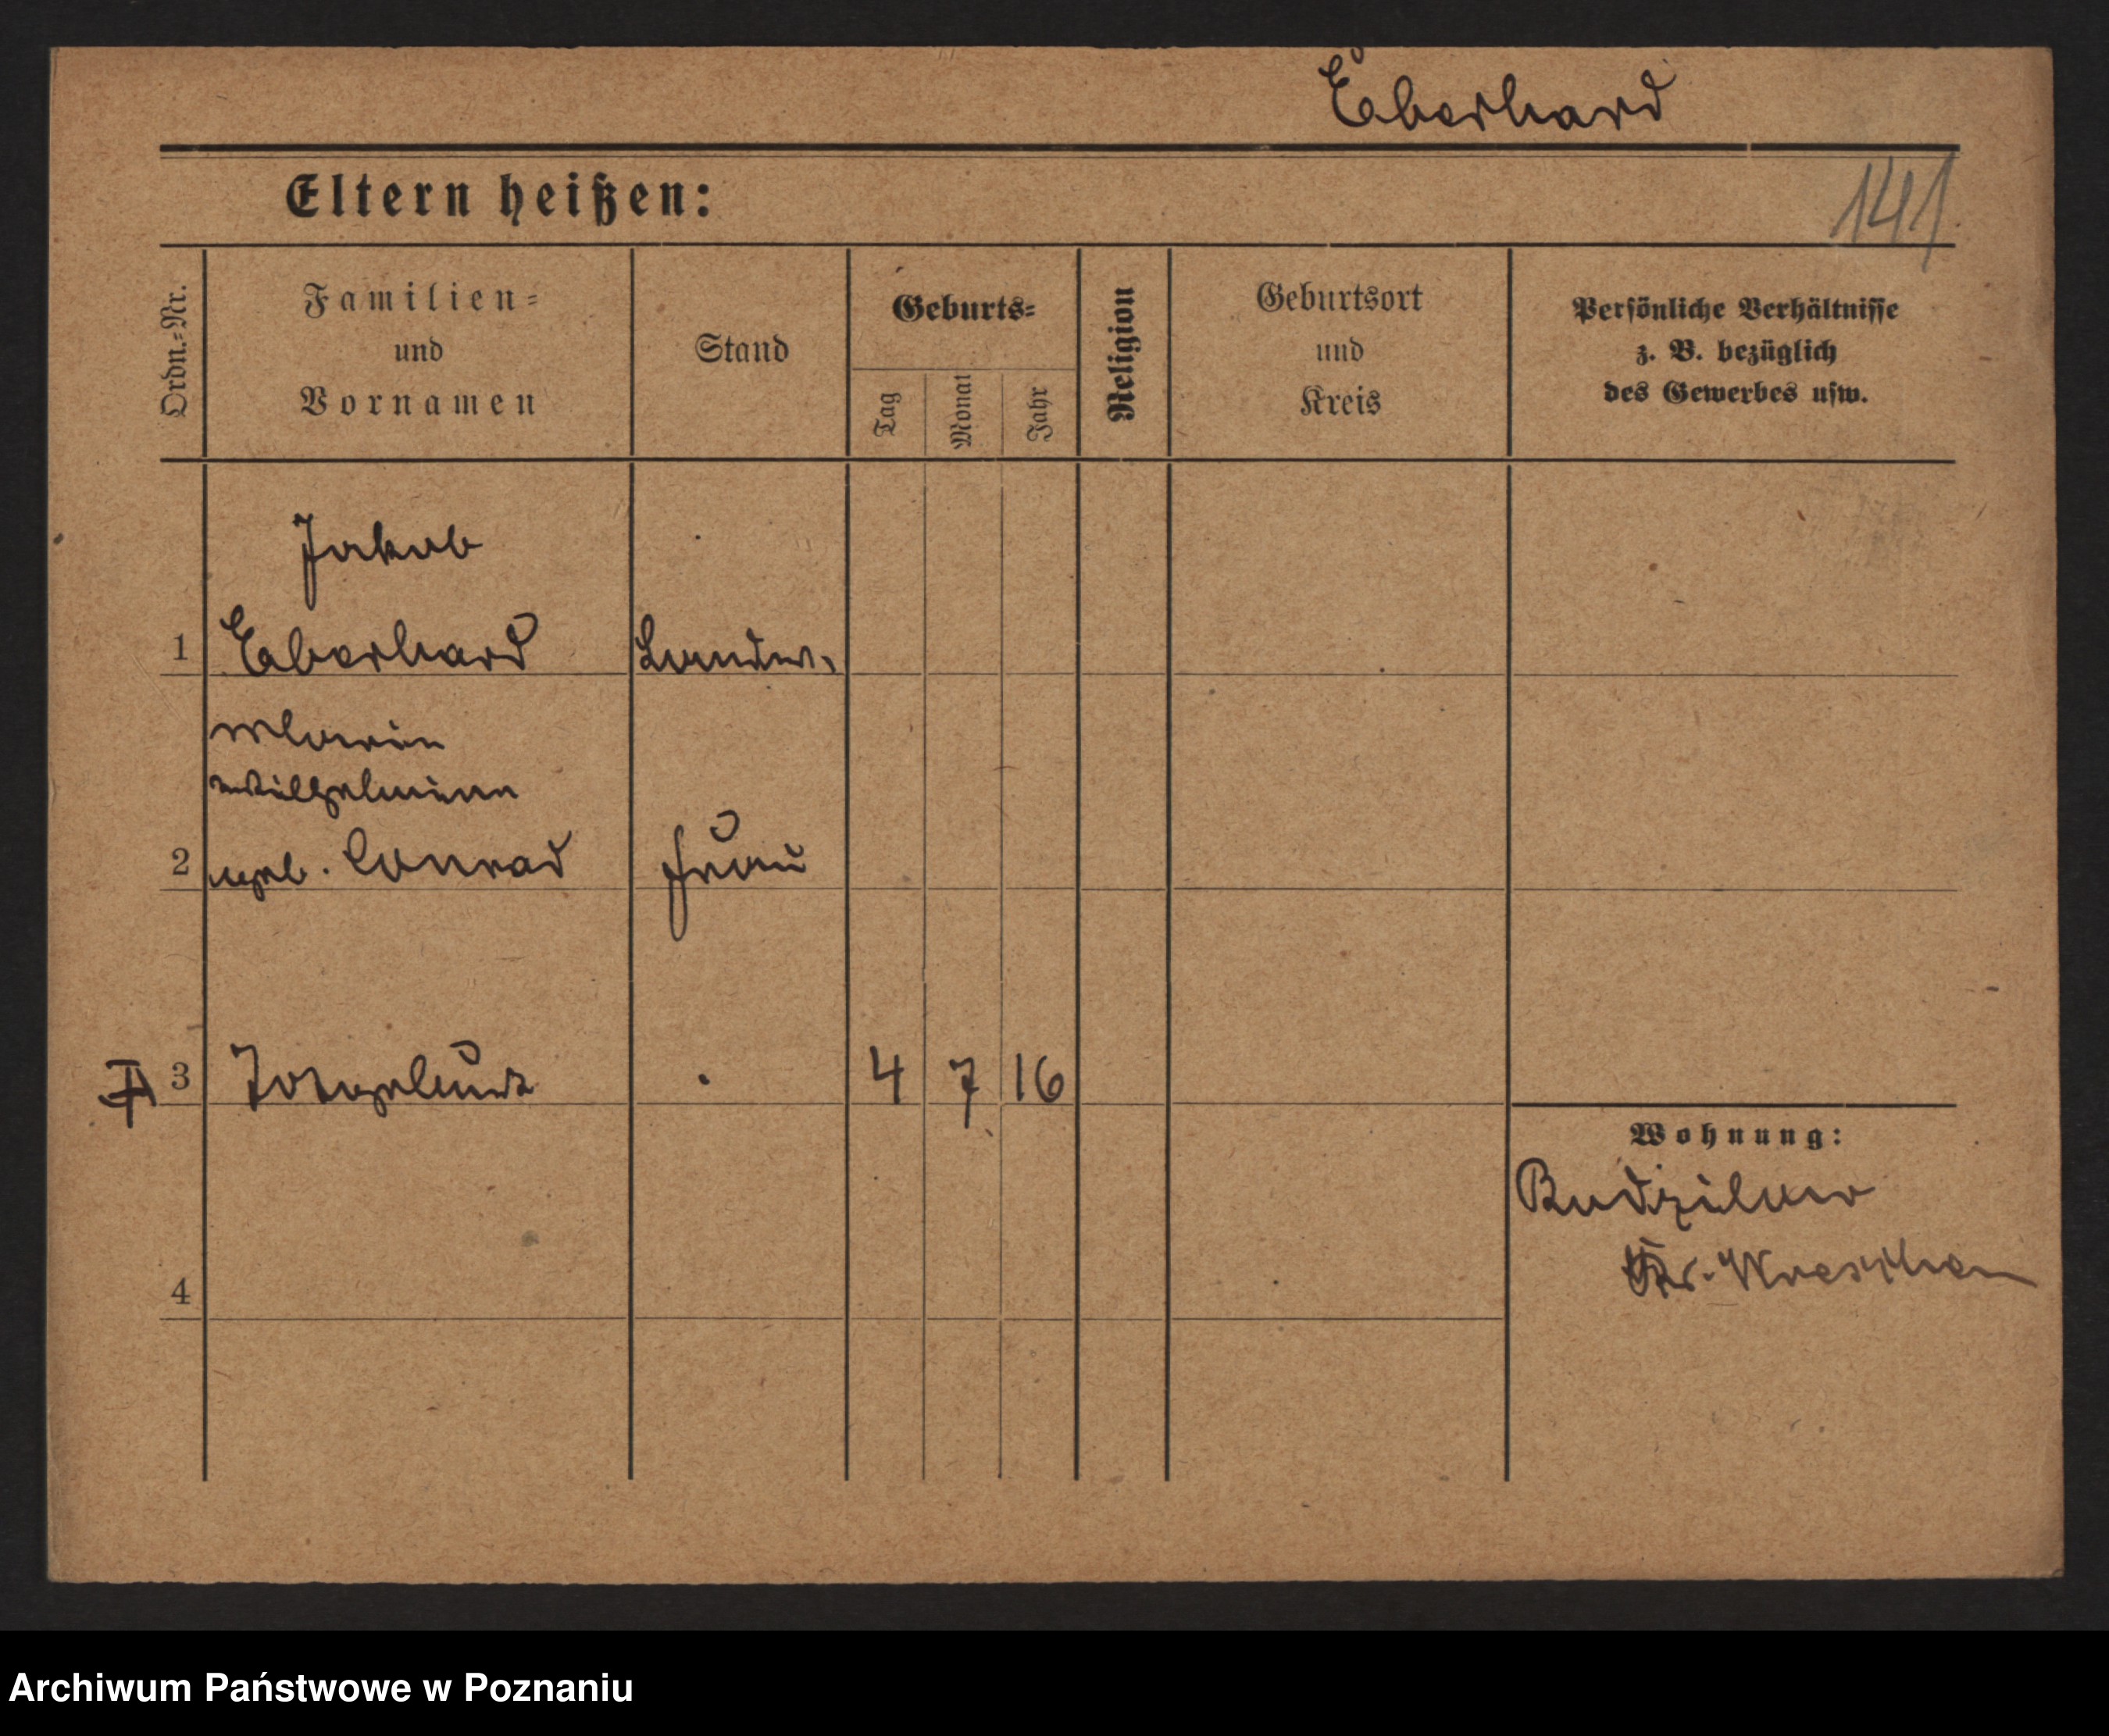 Eberhard
Eltern heißen:
141
Ordn.=Nr.
Familien=
und
Vornamen
Stand
Geburts=
Tag
Monat
Jahr
Religion
Geburtsort
und
Kreis
Persönliche Verhältnisse
z. B. bezüglich
des Gewerbes usw.
Jakob
1 Eberhard Landw.
Maria
Wilhelmine
2 geb. Conrad Frau
3 4 7 16
Wohnung:
Budzilowo
Kr. Wreschen
4
Archiwum Państwowe w Poznaniu